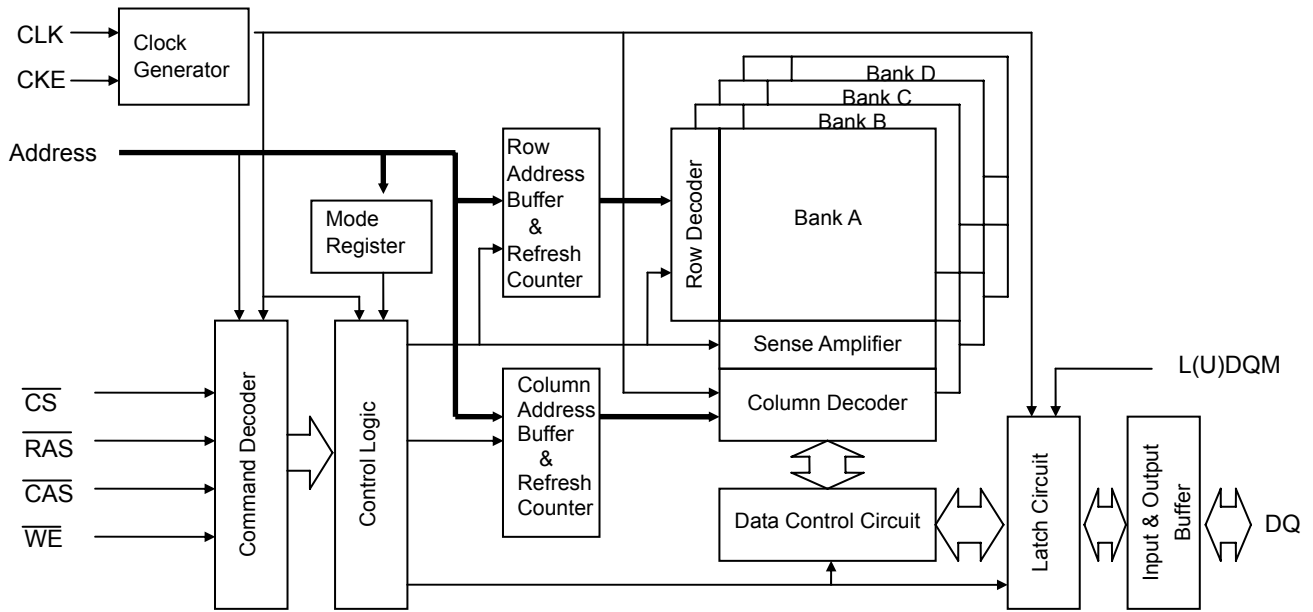 CLK
CKE
Clock
Generator
Address
Mode
Register
Row
Address
Buffer
&
Refresh
Counter
Row Decoder
Bank D
Bank C
Bank B
Bank A
Sense Amplifier
Column Decoder
L(U)DQM
CS
RAS
CAS
WE
Command Decoder
Control Logic
Column
Address
Buffer
&
Refresh
Counter
Data Control Circuit
Latch Circuit
Input & Output
Buffer
DQ